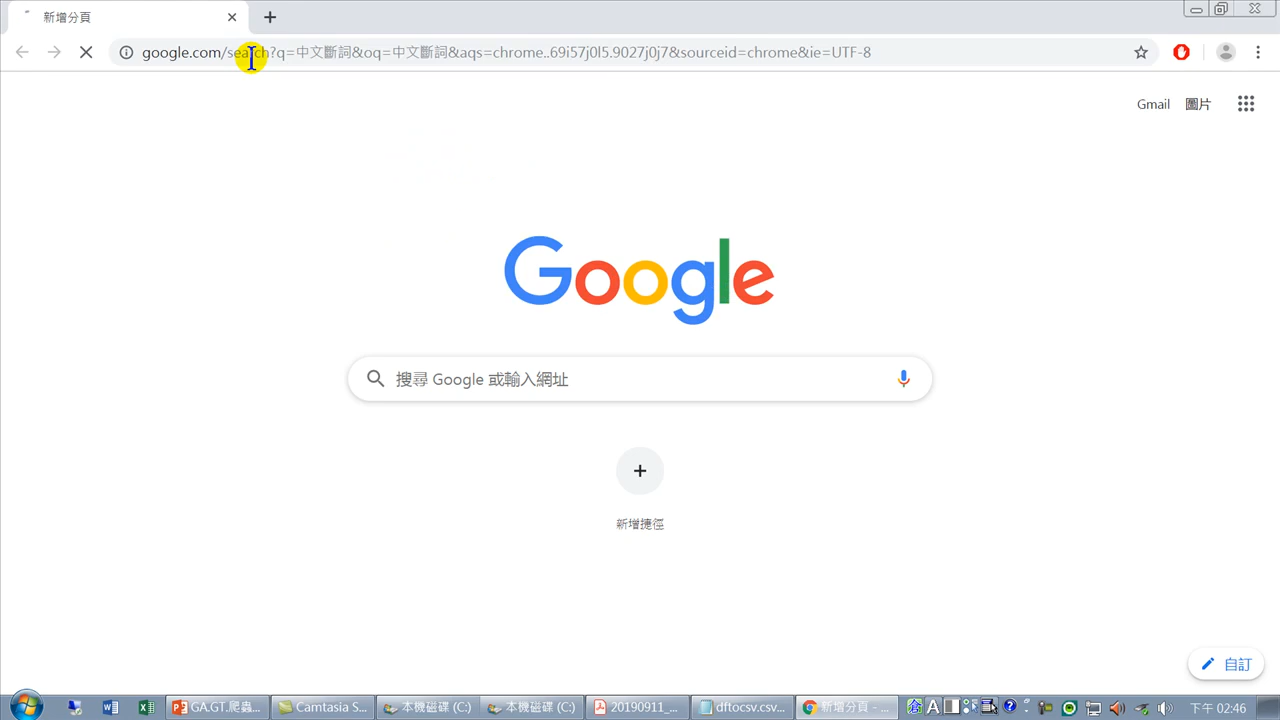 新增分頁
google.com/search?q=中文斷詞&oq=中文斷詞&aqs=chrome..69i57j0l5.9027j0j7&sourceid=chrome&ie=UTF-8
Gmail 圖片
Google
搜尋 Google 或輸入網址
新增捷徑
自訂
GA.GT.爬蟲... Camtasia S... 本機磁碟 (C:) 本機磁碟 (C:) 20190911_... dftocsv.csv... 新增分頁 - ... 下午 02:46